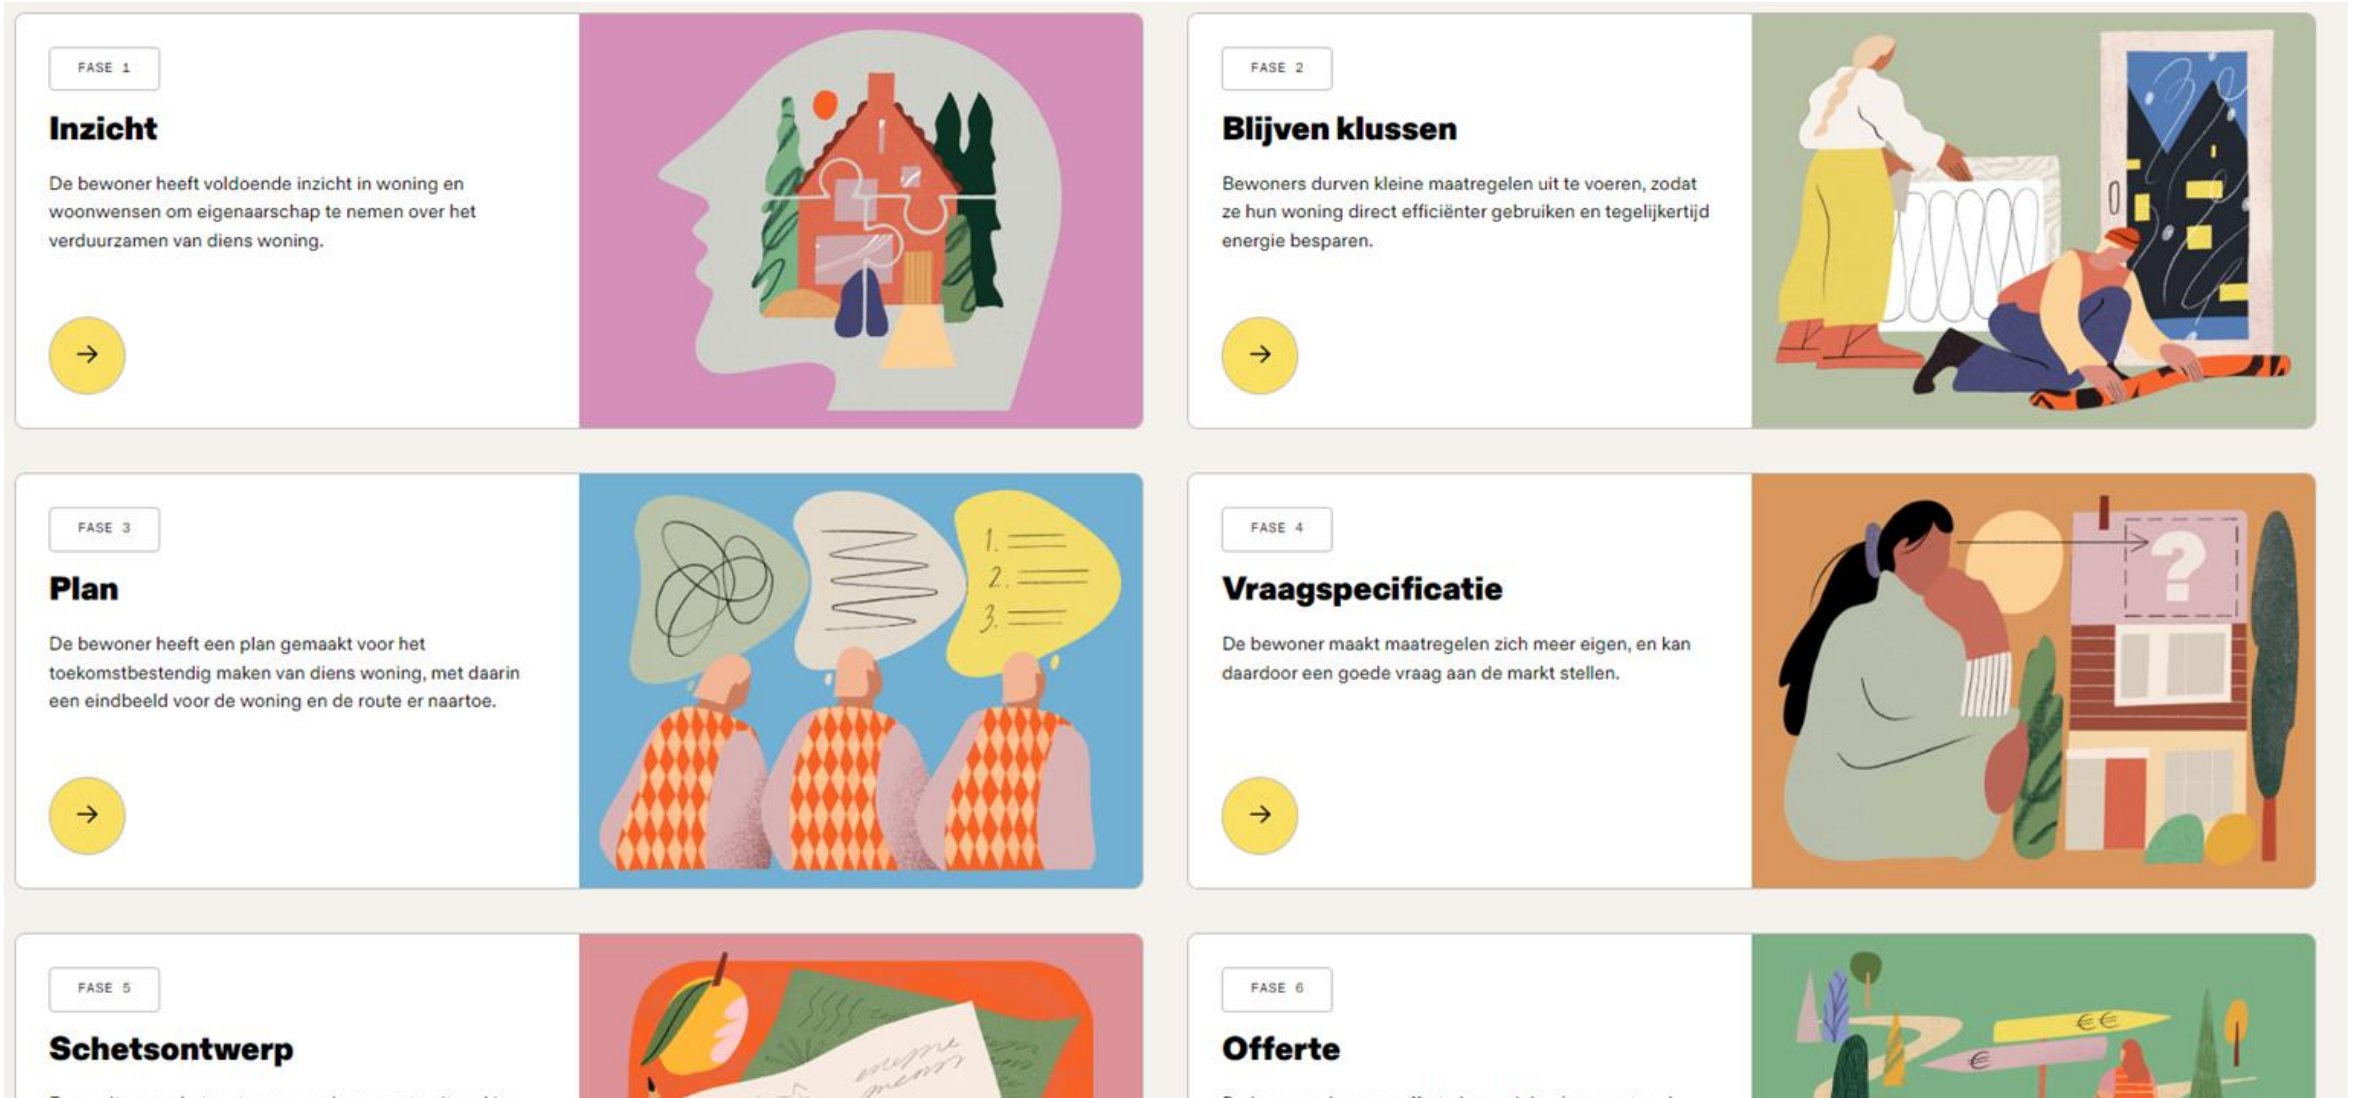 FASE 1
Inzicht
De bewoner heeft voldoende inzicht in woning en
woonwensen om eigenaarschap te nemen over het
verduurzamen van diens woning.
FASE 2
Blijven klussen
Bewoners durven kleine maatregelen uit te voeren, zodat
ze hun woning direct efficiënter gebruiken en tegelijkertijd
energie besparen.
FASE 3
Plan
De bewoner heeft een plan gemaakt voor het
toekomstbestendig maken van diens woning, met daarin
een eindbeeld voor de woning en de route er naartoe.
1.
2.
3.
FASE 4
Vraagspecificatie
De bewoner maakt maatregelen zich meer eigen, en kan
daardoor een goede vraag aan de markt stellen.
?
FASE 5
Schetsontwerp
FASE 6
Offerte
€€
€